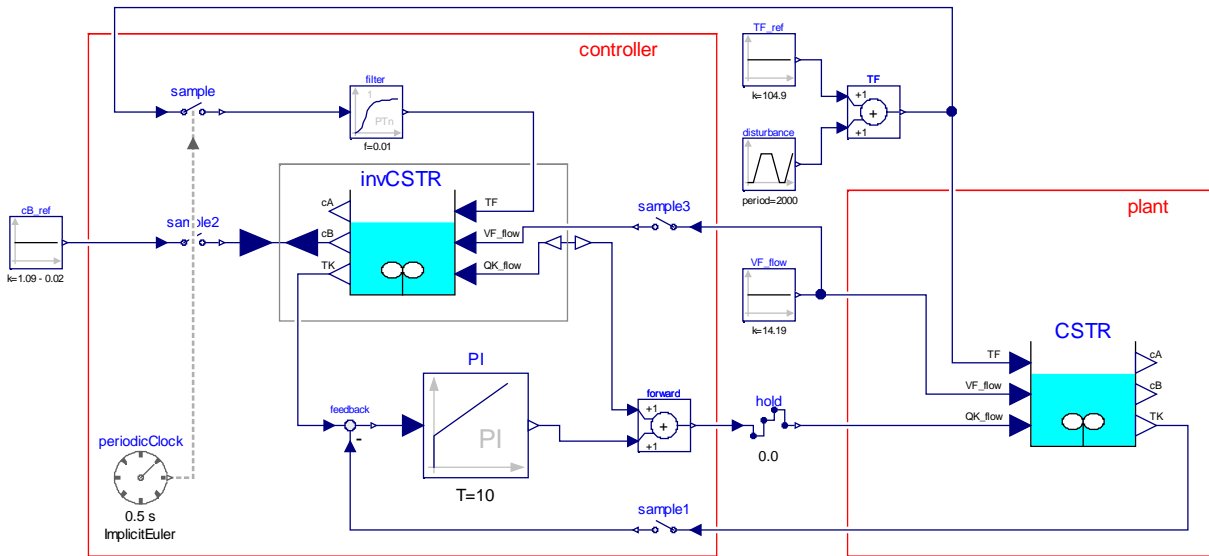 controller
TF_ref
k=104.9
TF
+1
+
+1
sample
filter
1
PTn
f=0.01
disturbance
period=2000
invCSTR
plant
cB_ref
k=1.09 - 0.02
sample2
cA
cB
TK
TF
VF_flow
QK_flow
sample3
VF_flow
k=14.19
CSTR
TF
VF_flow
QK_flow
cA
cB
TK
PI
PI
T=10
feedback
-
forward
+1
+
+1
hold
0.0
periodicClock
0.5 s
ImplicitEuler
sample1